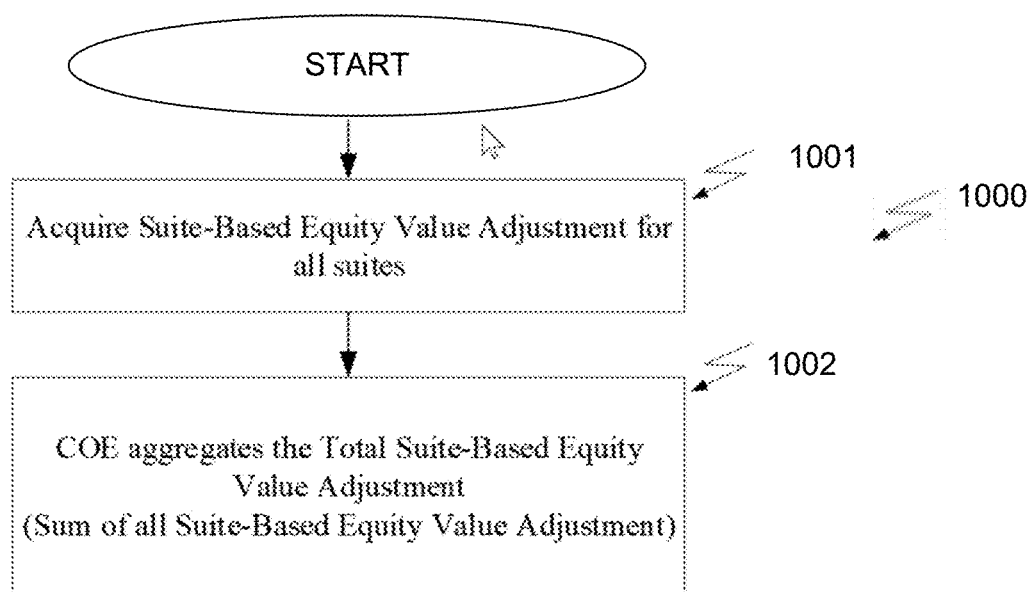 START
1001
1000
Acquire Suite-Based Equity Value Adjustment for
all suites
1002
COE aggregates the Total Suite-Based Equity
Value Adjustment
(Sum of all Suite-Based Equity Value Adjustment)